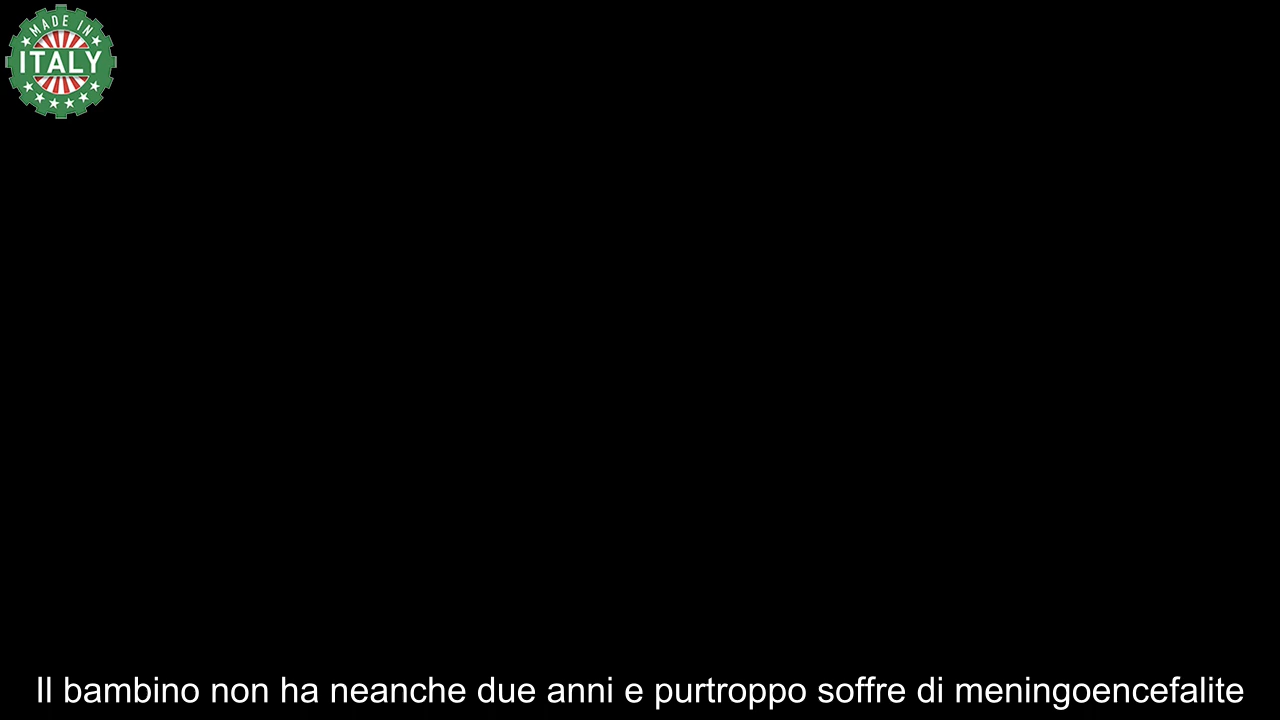 MADE IN
ITALY
Il bambino non ha neanche due anni e purtroppo soffre di meningoencefalite